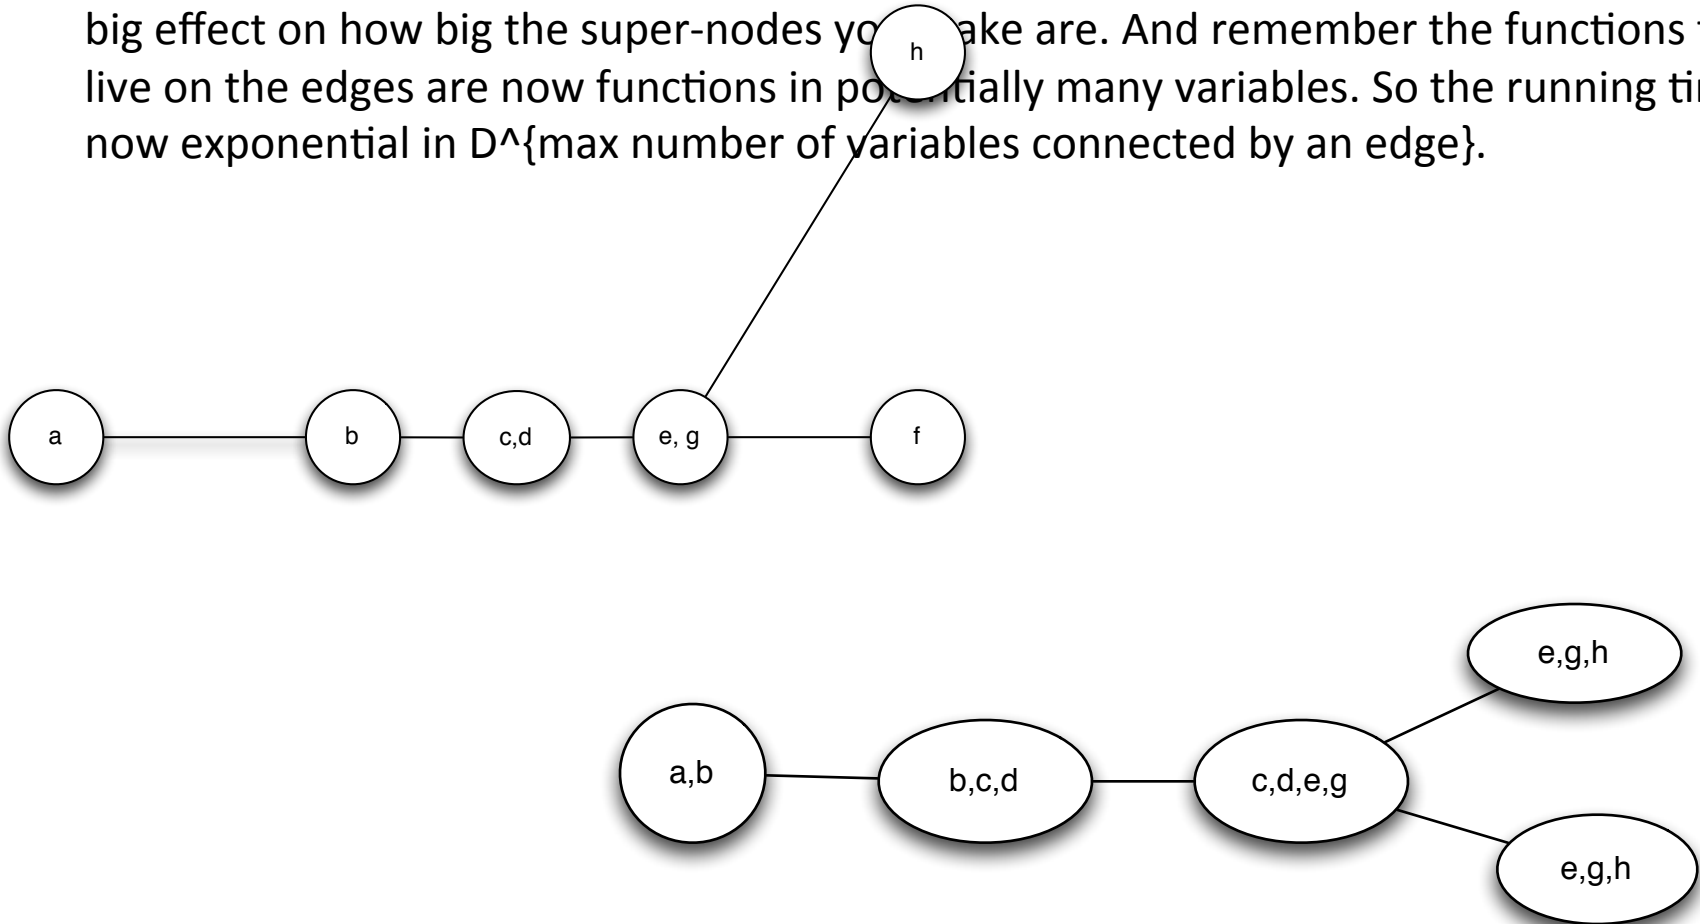 big effect on how big the super-nodes yo ake are. And remember the functions
h
live on the edges are now functions in potentially many variables. So the running
now exponential in D^{max number of variables connected by an edge}.
a
b
c,d
e, g
f
e,g,h
a,b
b,c,d
c,d,e,g
e,g,h